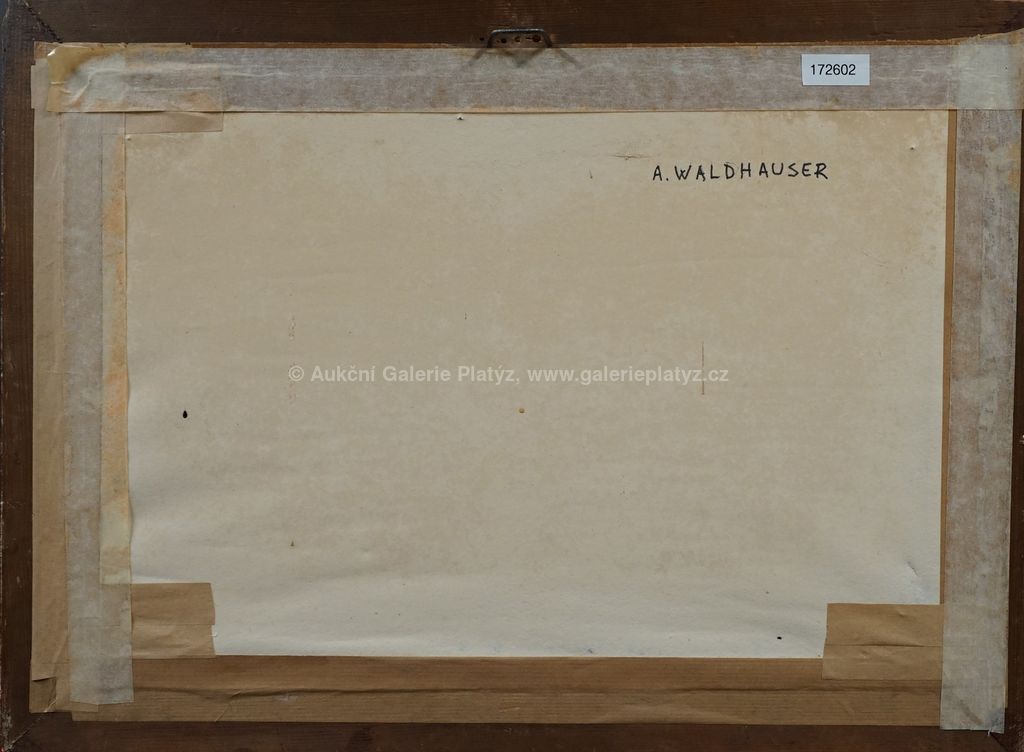 172602
A. WALDHAUSER
© Aukční Galerie Platýz, www.galerieplatyz.cz